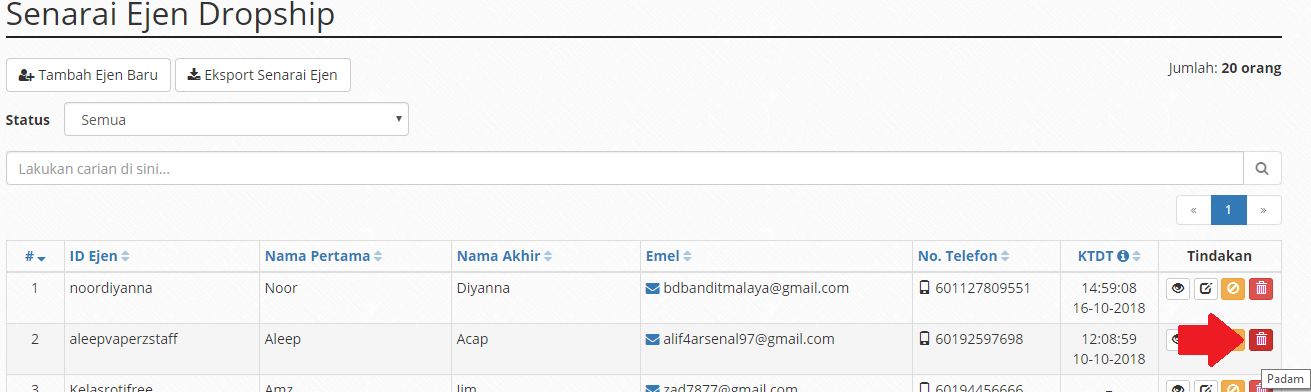 Senarai Ejen Dropship
Tambah Ejen Baru Eksport Senarai Ejen Jumlah: 20 orang
Status Semua
Lakukan carian di sini...
« 1 »
# ID Ejen Nama Pertama Nama Akhir Emel No. Telefon KTDT Tindakan
1 noordiyanna Noor Diyanna bdbanditmalaya@gmail.com 601127809551 14:59:08
16-10-2018
2 aleepvaperzstaff Aleep Acap alif4arsenal97@gmail.com 60192597698 12:08:59
10-10-2018
3 Kelasrotifree Amz Jim zad7877@gmail.com 60194456666 –
Padam